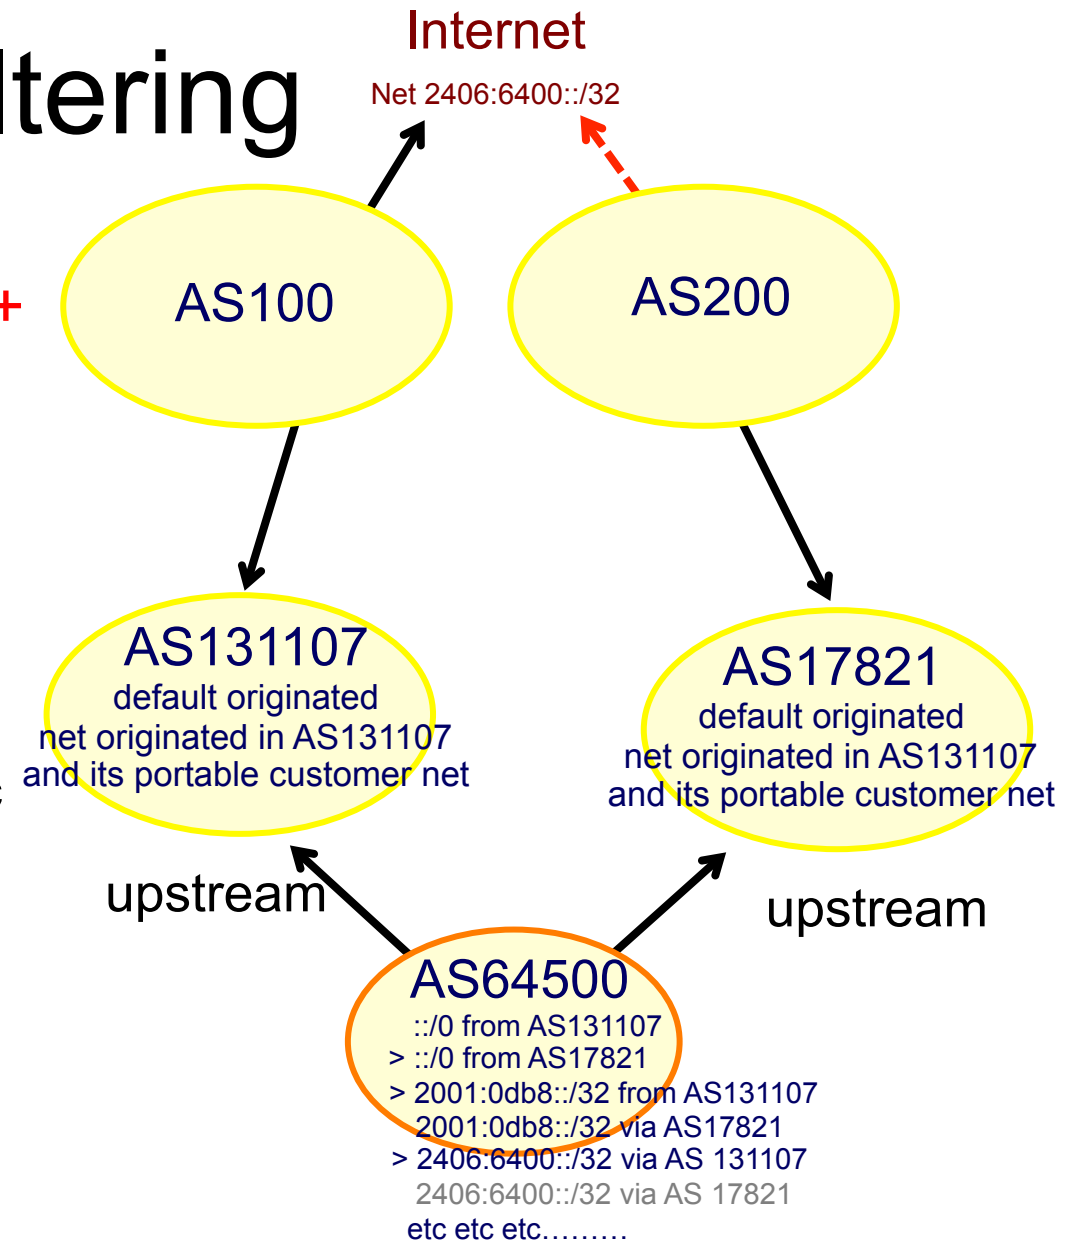 Internet
ltering
Net 2406:6400::/32
+
AS100
AS200
AS131107
default originated
net originated in AS131107
and its portable customer net
AS17821
default originated
net originated in AS131107
and its portable customer net
upstream
upstream
AS64500
::/0 from AS131107
> ::/0 from AS17821
> 2001:0db8::/32 from AS131107
2001:0db8::/32 via AS17821
> 2406:6400::/32 via AS 131107
2406:6400::/32 via AS 17821
etc etc etc.........